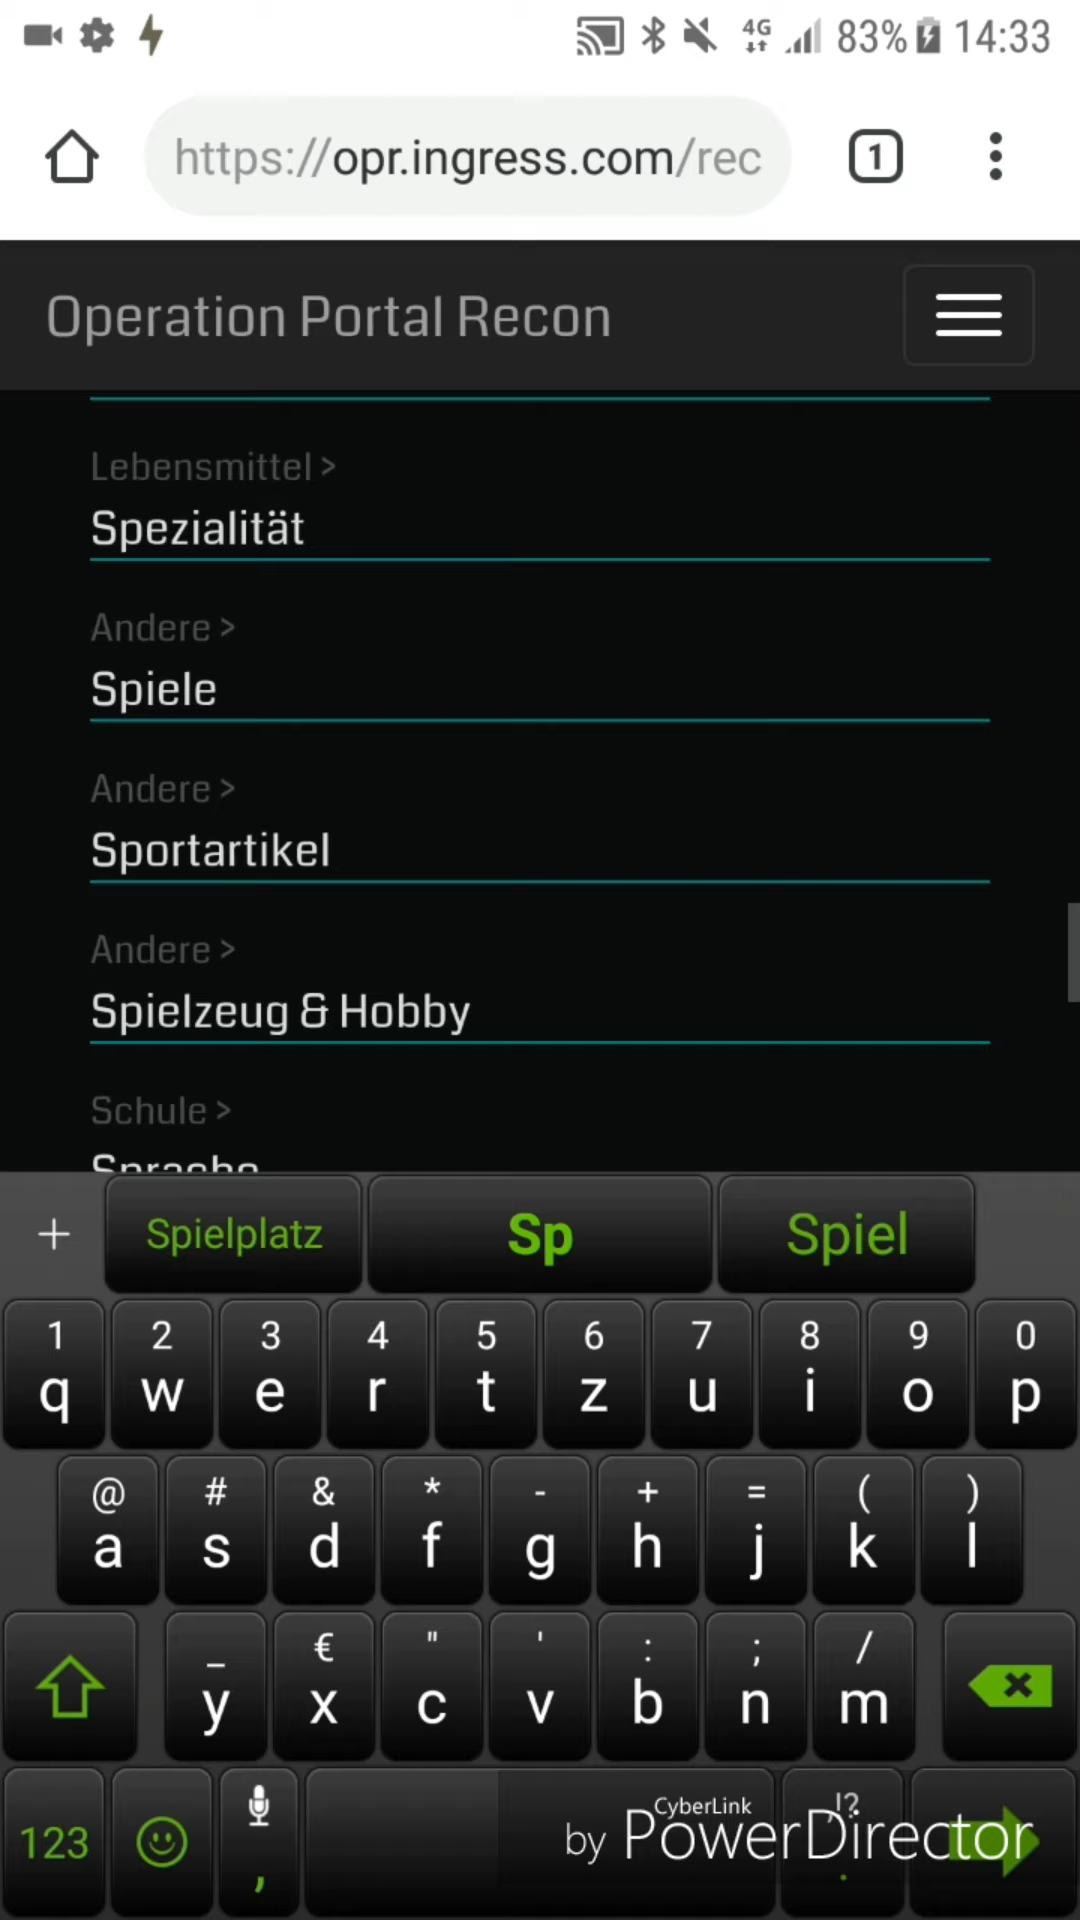 4G 83% 14:33
https://opr.ingress.com/rec 1
Operation Portal Recon
Lebensmittel >
Spezialität
Andere >
Spiele
Andere >
Sportartikel
Andere >
Spielzeug & Hobby
Schule >
Sprache
+ Spielplatz Sp Spiel
1 2 3 4 5 6 7 8 9 0
q w e r t z u i o p
@ # & * - + = ( )
a s d f g h j k l
_ € " ' : ; /
y x c v b n m
!?
123 , .
CyberLink
by PowerDirector